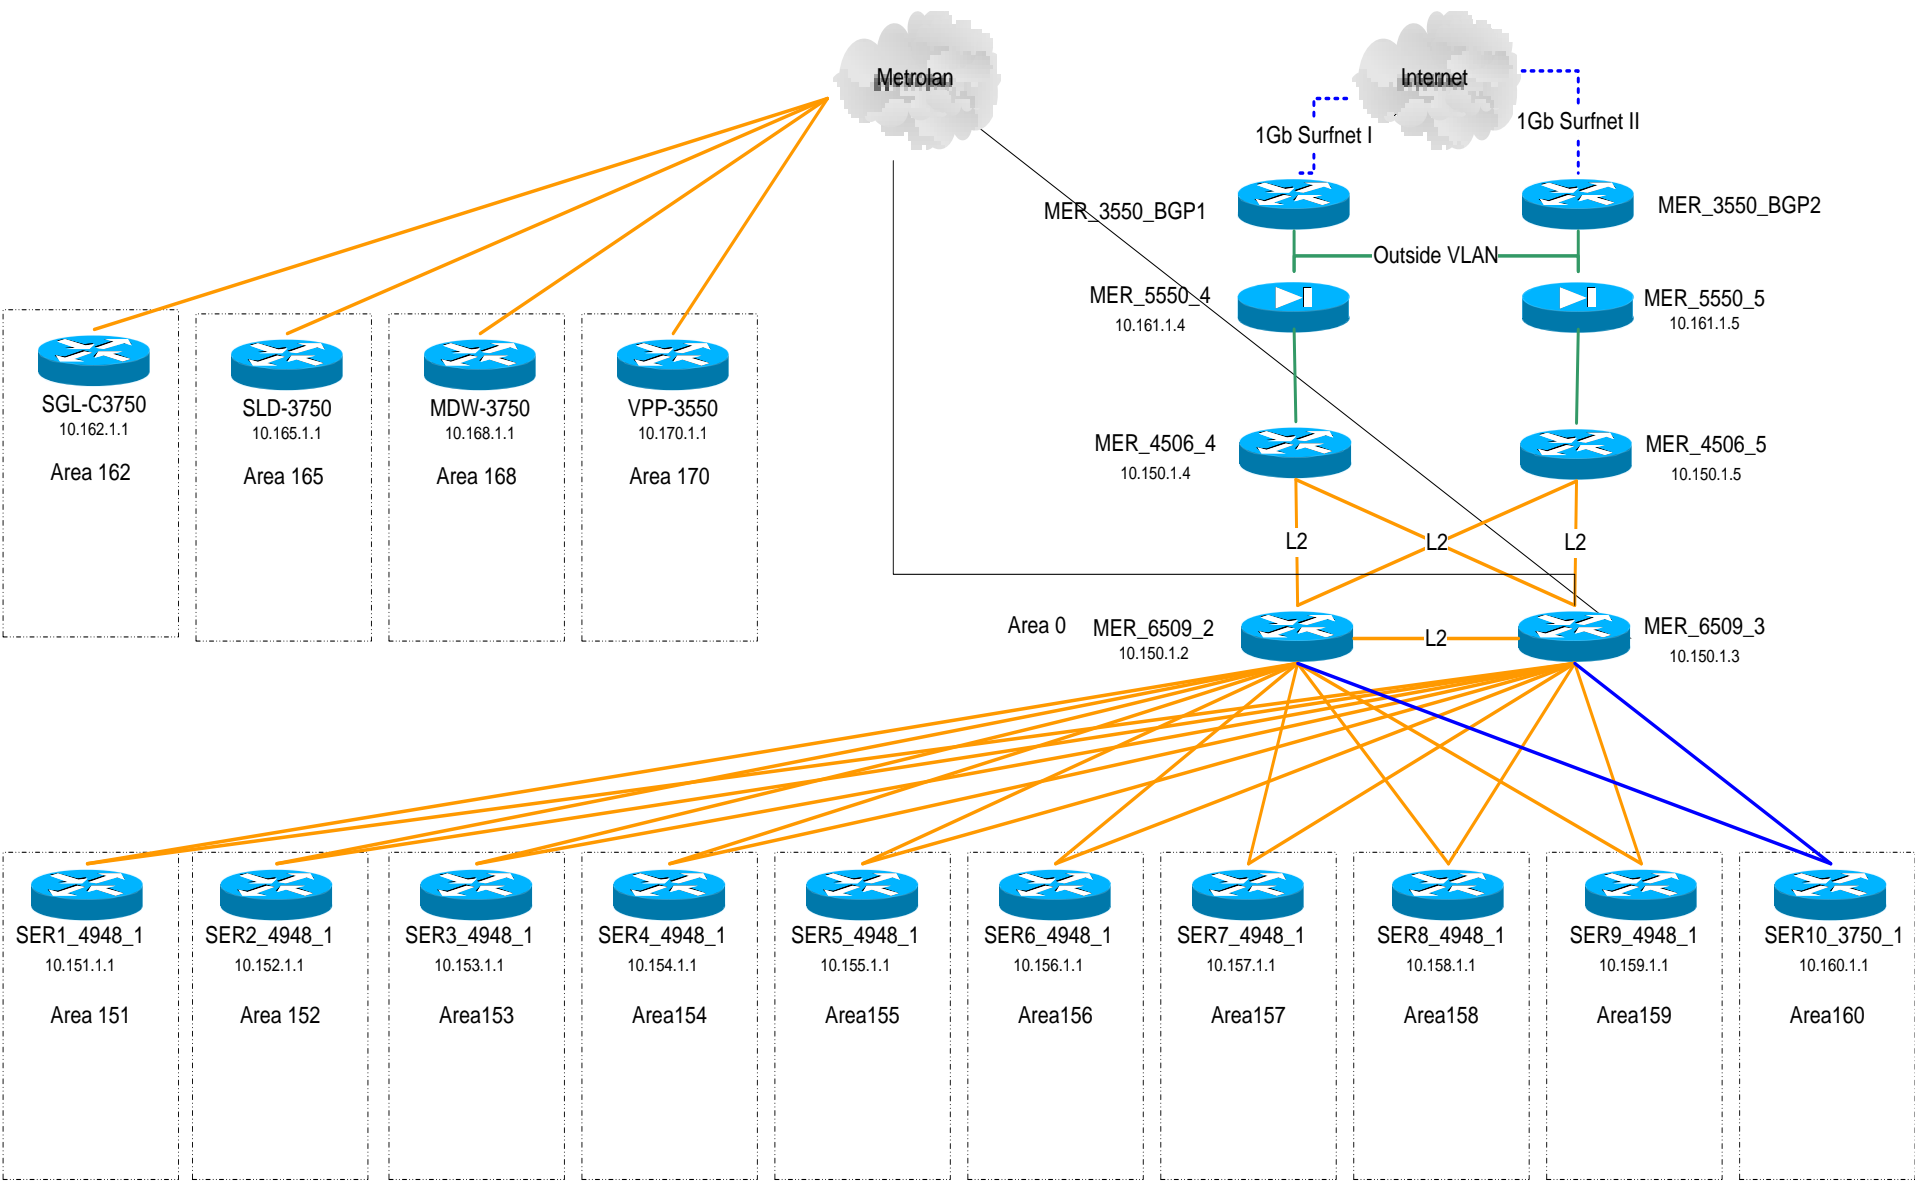 Metrolan
Internet
1Gb Surfnet I
1Gb Surfnet II
MER_3550_BGP1
MER_3550_BGP2
Outside VLAN
MER_5550_4
10.161.1.4
MER_5550_5
10.161.1.5
SGL-C3750
10.162.1.1
Area 162
SLD-3750
10.165.1.1
Area 165
MDW-3750
10.168.1.1
Area 168
VPP-3550
10.170.1.1
Area 170
MER_4506_4
10.150.1.4
MER_4506_5
10.150.1.5
L2
L2
L2
Area 0
MER_6509_2
10.150.1.2
L2
MER_6509_3
10.150.1.3
SER1_4948_1
10.151.1.1
Area 151
SER2_4948_1
10.152.1.1
Area 152
SER3_4948_1
10.153.1.1
Area153
SER4_4948_1
10.154.1.1
Area154
SER5_4948_1
10.155.1.1
Area155
SER6_4948_1
10.156.1.1
Area156
SER7_4948_1
10.157.1.1
Area157
SER8_4948_1
10.158.1.1
Area158
SER9_4948_1
10.159.1.1
Area159
SER10_3750_1
10.160.1.1
Area160